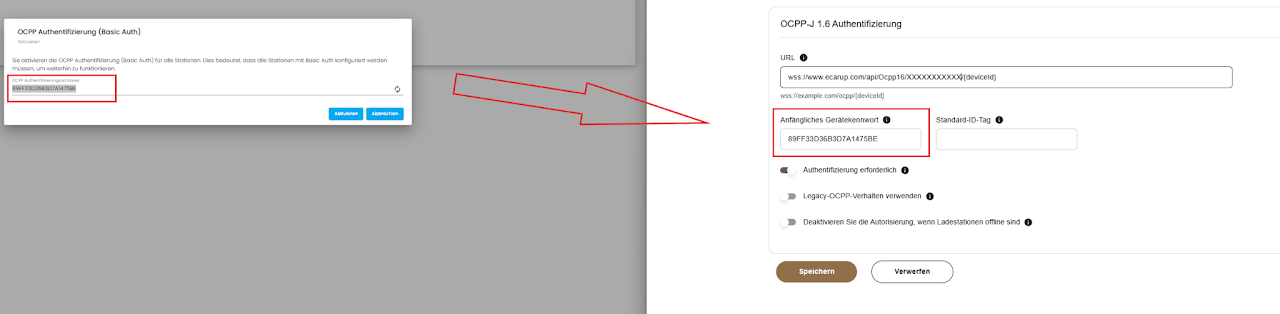 OCPP Authentifizierung (Basic Auth)
Aktivieren
Sie aktivieren die OCPP Authentifizierung (Basic Auth) für alle Stationen. Dies bedeutet, dass alle Stationen mit Basic Auth konfiguriert werden
müssen, um weiterhin zu funktionieren.
OCPP Authentifizierungsschlüssel
89FF33D36B3D7A1475BE
Aktivieren
Abbrechen
OCPP-J 1.6 Authentifizierung
URL
wss://www.ecarup.com/api/Ocpp16/XXXXXXXXXXX/{deviceId}
wss://example.com/ocpp/{deviceId}
Anfängliches Gerätekennwort
Standard-ID-Tag
89FF33D36B3D7A1475BE
Authentifizierung erforderlich
Legacy-OCPP-Verhalten verwenden
Deaktivieren Sie die Autorisierung, wenn Ladestationen offline sind
Speichern
Verwerfen